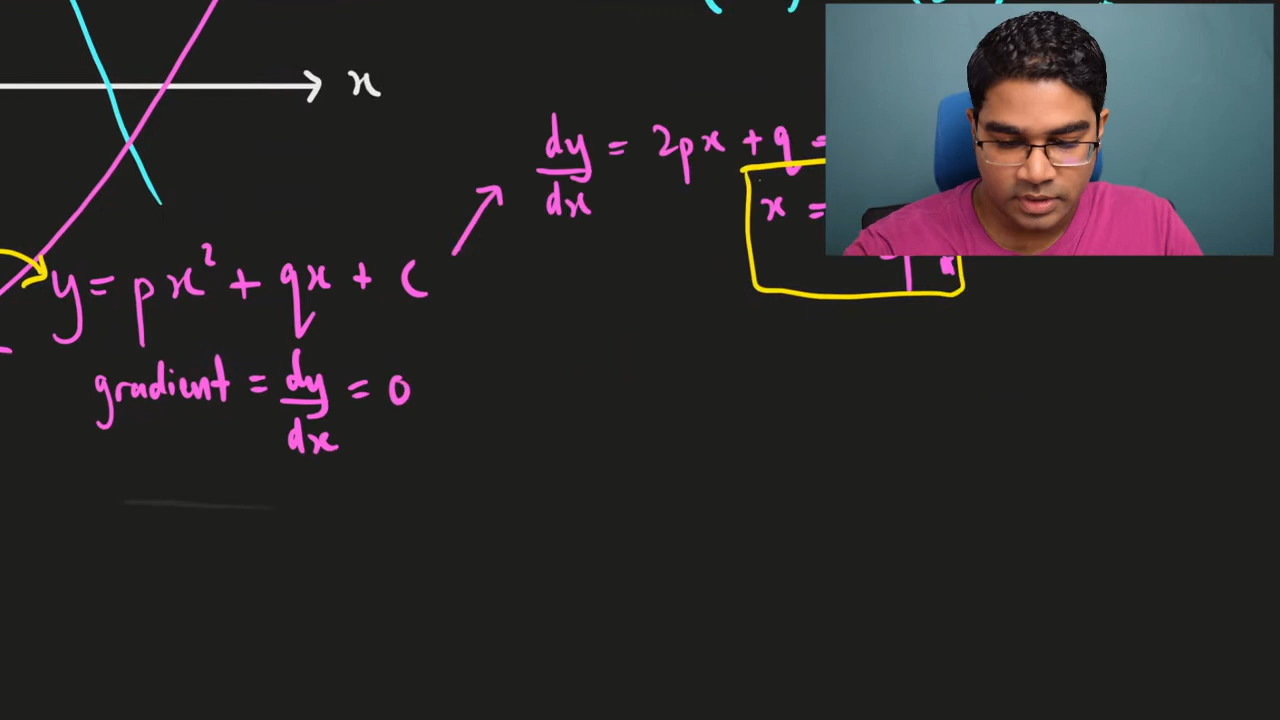 x
dy/dx = 2px + q =
x =
y = px² + qx + c
gradient = dy/dx = 0